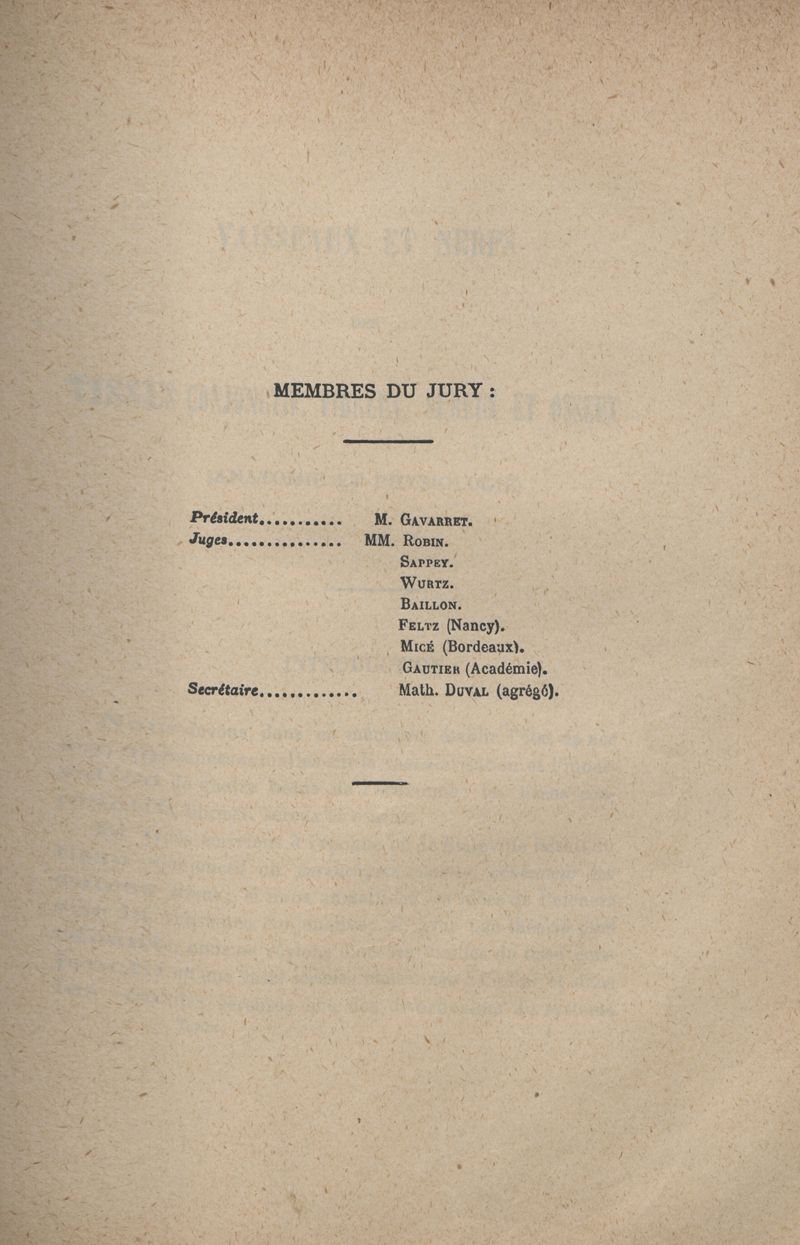 MEMBRES DU JURY :
Président........... M. GAVARRET.
Juges............... MM. ROBIN.
SAPPEY.
WURTZ.
BAILLON.
FELTZ (Nancy).
MICÉ (Bordeaux).
GAUTIER (Académie).
Secrétaire............. Math. DUVAL (agrégé).